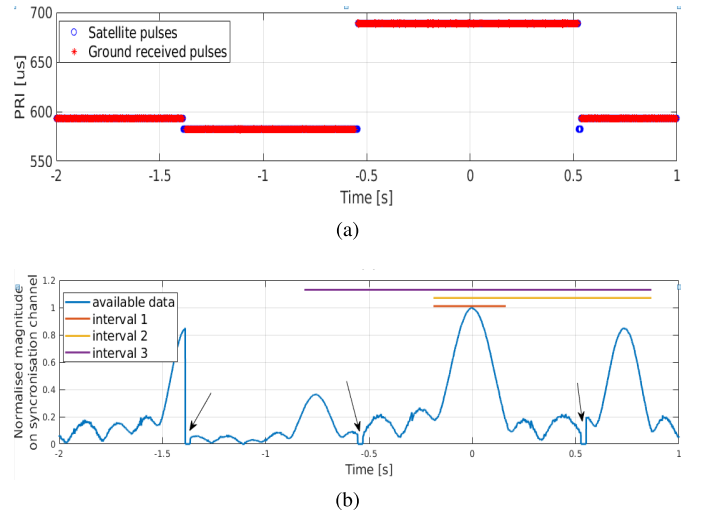 700
650
600
550
PRI [us]
Satellite pulses
Ground received pulses
-2 -1.5 -1 -0.5 0 0.5 1
Time [s]
(a)
1.2
1
0.8
0.6
0.4
0.2
0
Normalised magnitude
on syncronisation channel
available data
interval 1
interval 2
interval 3
-2 -1.5 -1 -0.5 0 0.5 1
Time [s]
(b)